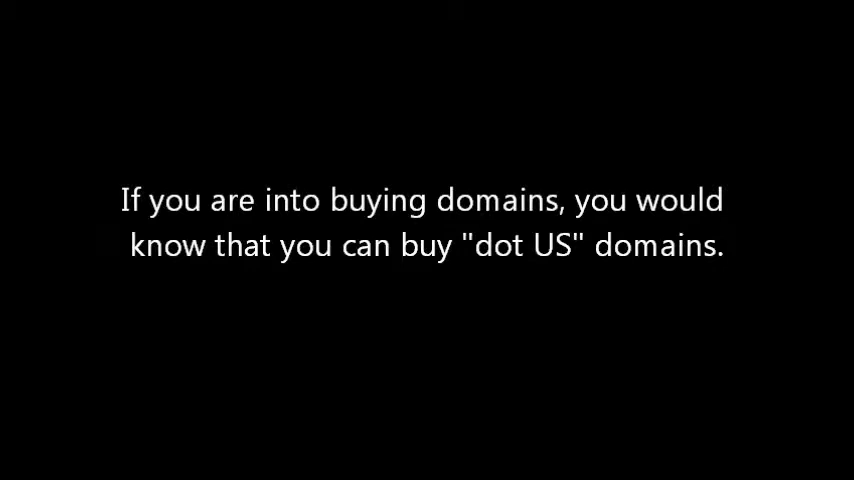 If you are into buying domains, you would
know that you can buy "dot US" domains.